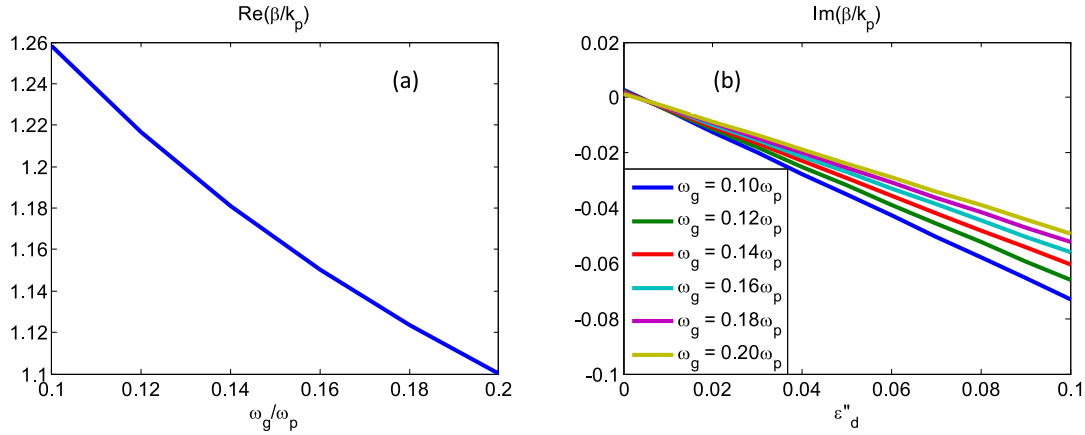 Re(β/kₚ)
(a)
1.26
1.24
1.22
1.2
1.18
1.16
1.14
1.12
1.1
0.1 0.12 0.14 0.16 0.18 0.2
ω_g/ω_p
Im(β/kₚ)
(b)
0.02
0
-0.02
-0.04
-0.06
-0.08
-0.1
ω_g = 0.10ω_p
ω_g = 0.12ω_p
ω_g = 0.14ω_p
ω_g = 0.16ω_p
ω_g = 0.18ω_p
ω_g = 0.20ω_p
0 0.02 0.04 0.06 0.08 0.1
ε"_d